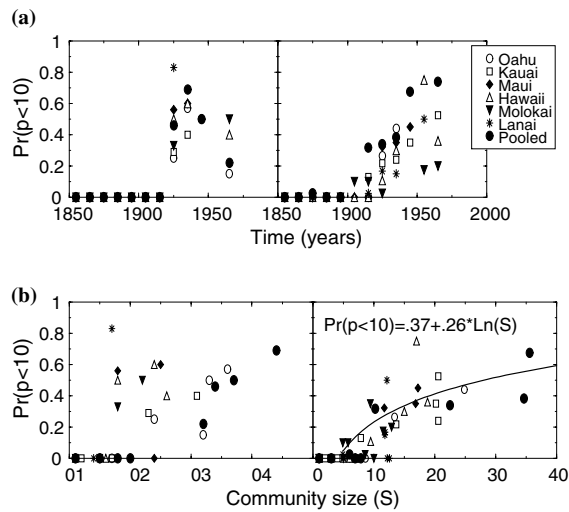 (a)
Pr(p<10)
1
0.8
0.6
0.4
0.2
0
1850 1900 1950 1850 1900 1950 2000
Time (years)
Oahu
Kauai
Maui
Hawaii
Molokai
Lanai
Pooled
(b)
Pr(p<10)
1
0.8
0.6
0.4
0.2
0
Pr(p<10)=.37+.26*Ln(S)
01 02 03 04 0 10 20 30 40
Community size (S)